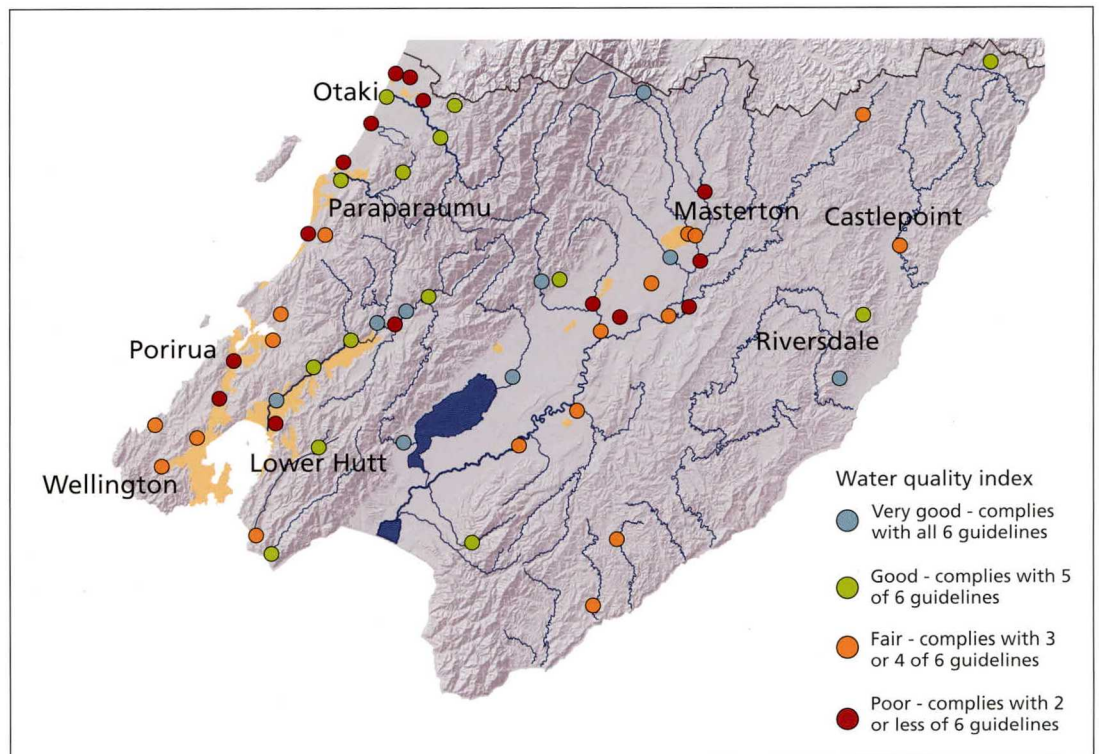 Otaki
Paraparaumu
Masterton
Castlepoint
Porirua
Riversdale
Lower Hutt
Wellington
Water quality index
Very good - complies
with all 6 guidelines
Good - complies with 5
of 6 guidelines
Fair - complies with 3
or 4 of 6 guidelines
Poor - complies with 2
or less of 6 guidelines